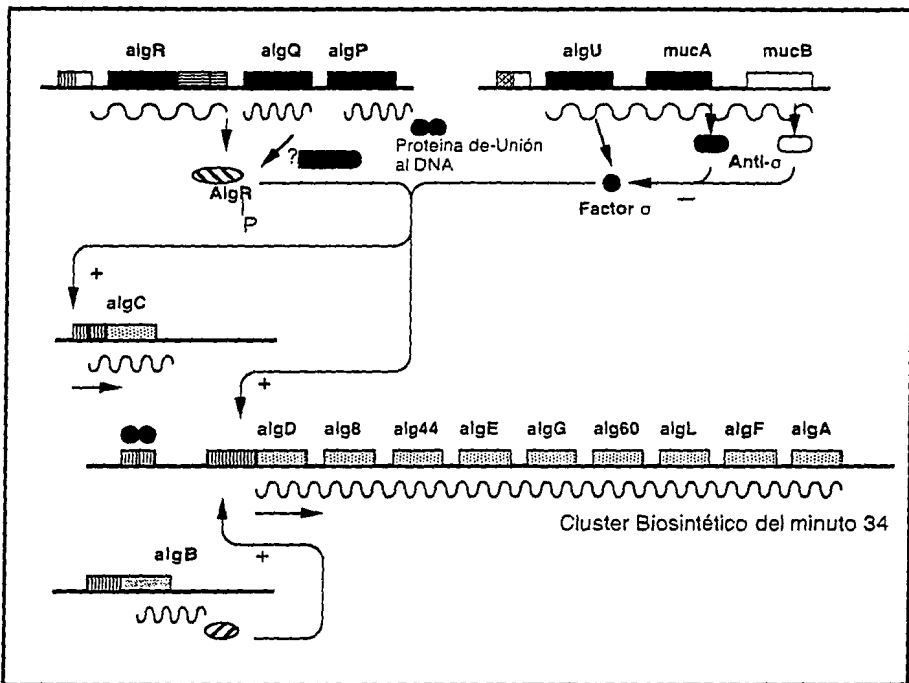 algR algQ algP algU mucA mucB
?
Proteina de-Unión
al DNA
Anti-σ
AlgR
P
Factor σ
−
+
algC
+
algD alg8 alg44 algE algG alg60 algL algF algA
Cluster Biosintético del minuto 34
algB
+